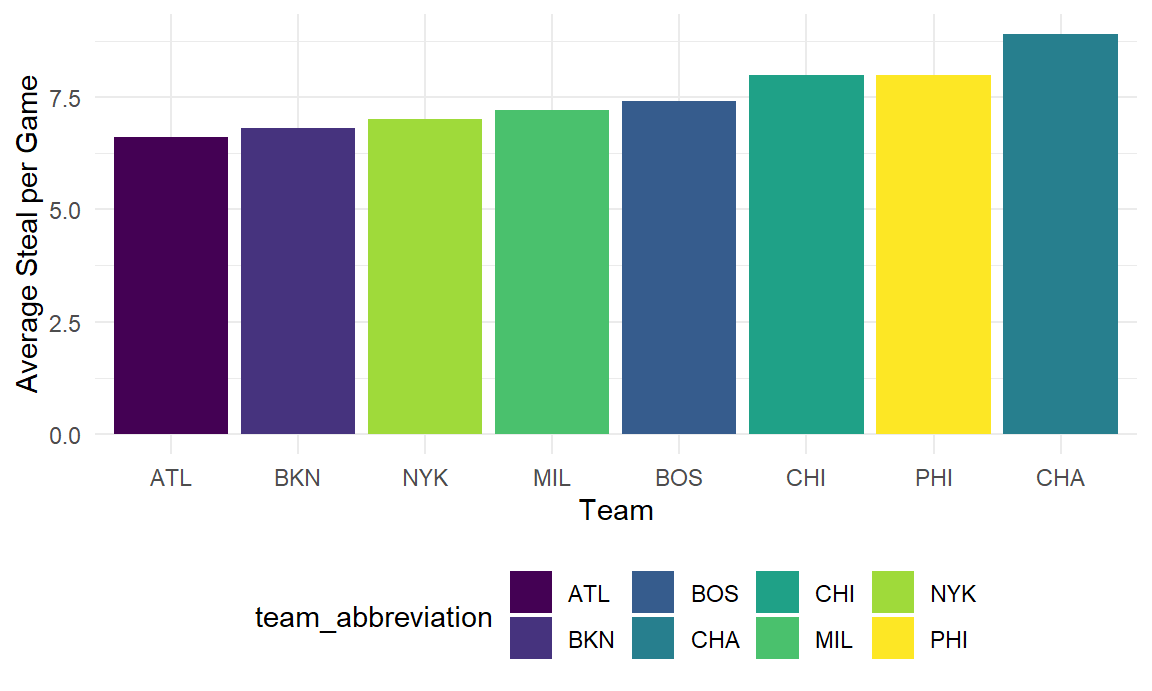 Average Steal per Game
7.5
5.0
2.5
0.0
ATL BKN NYK MIL BOS CHI PHI CHA
Team
team_abbreviation
ATL BOS CHI NYK
BKN CHA MIL PHI